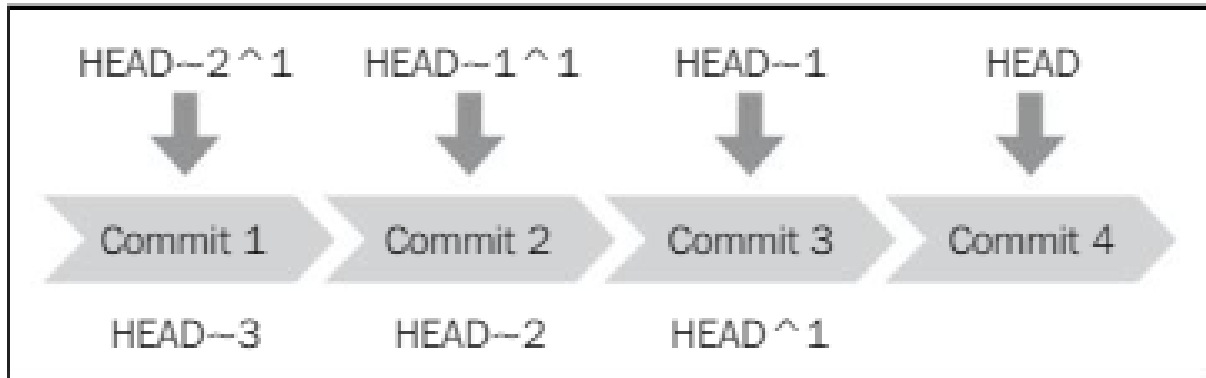 HEAD~2^1 HEAD~1^1 HEAD~1 HEAD
Commit 1 Commit 2 Commit 3 Commit 4
HEAD~3 HEAD~2 HEAD^1